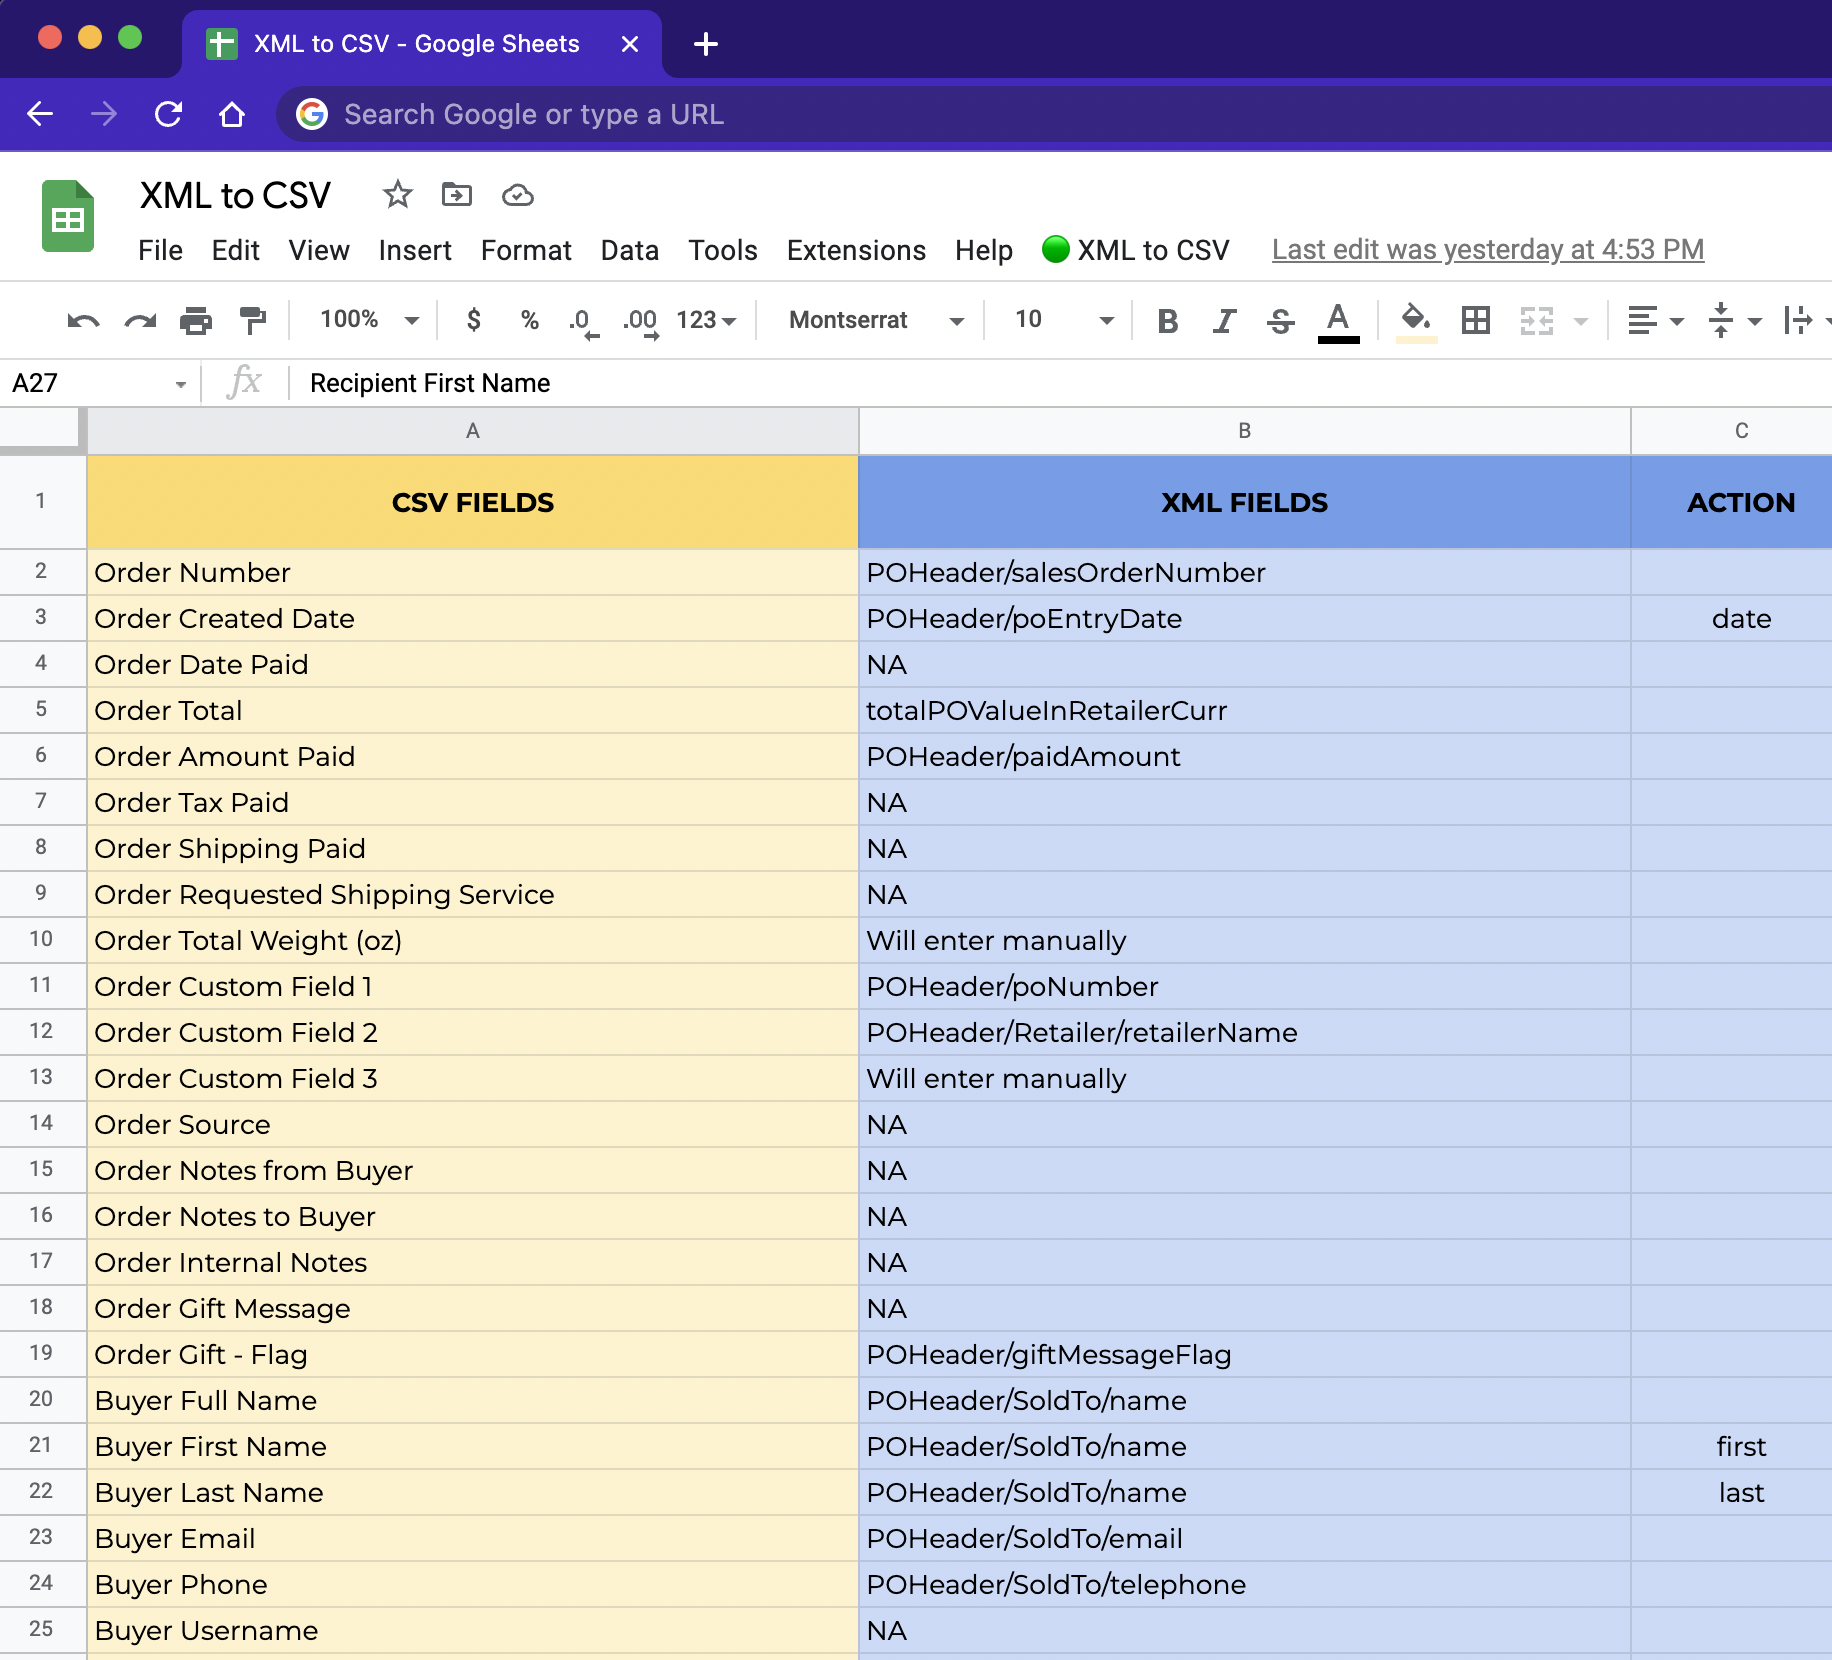 XML to CSV - Google Sheets
Search Google or type a URL
XML to CSV
File Edit View Insert Format Data Tools Extensions Help XML to CSV Last edit was yesterday at 4:53 PM
100% $ % .0 .00 123 Montserrat 10 B I S A
A27 fx Recipient First Name
A B C
1 CSV FIELDS XML FIELDS ACTION
2 Order Number POHeader/salesOrderNumber
3 Order Created Date POHeader/poEntryDate date
4 Order Date Paid NA
5 Order Total totalPOValueInRetailerCurr
6 Order Amount Paid POHeader/paidAmount
7 Order Tax Paid NA
8 Order Shipping Paid NA
9 Order Requested Shipping Service NA
10 Order Total Weight (oz) Will enter manually
11 Order Custom Field 1 POHeader/poNumber
12 Order Custom Field 2 POHeader/Retailer/retailerName
13 Order Custom Field 3 Will enter manually
14 Order Source NA
15 Order Notes from Buyer NA
16 Order Notes to Buyer NA
17 Order Internal Notes NA
18 Order Gift Message NA
19 Order Gift - Flag POHeader/giftMessageFlag
20 Buyer Full Name POHeader/SoldTo/name
21 Buyer First Name POHeader/SoldTo/name first
22 Buyer Last Name POHeader/SoldTo/name last
23 Buyer Email POHeader/SoldTo/email
24 Buyer Phone POHeader/SoldTo/telephone
25 Buyer Username NA